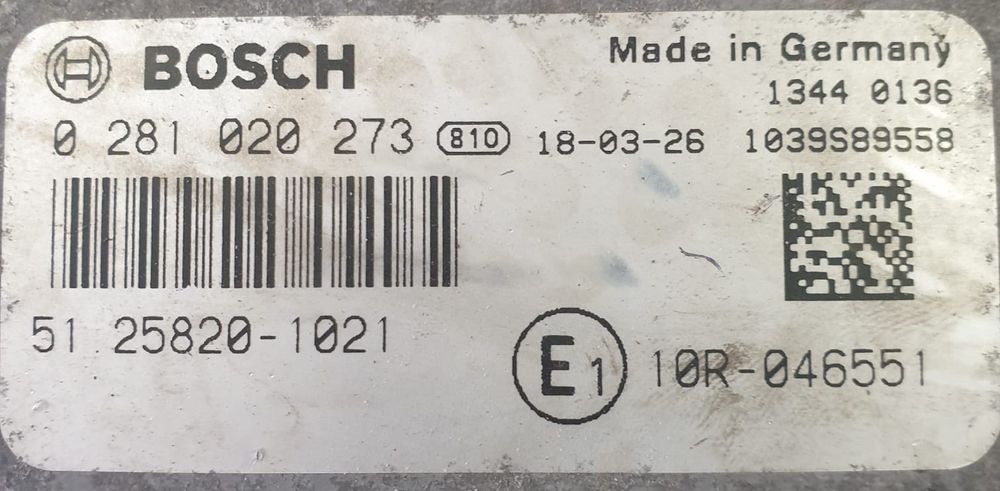 BOSCH
Made in Germany
1344 0136
0 281 020 273 810 18-03-26 1039S89558
51 25820-1021
E1 10R-046551